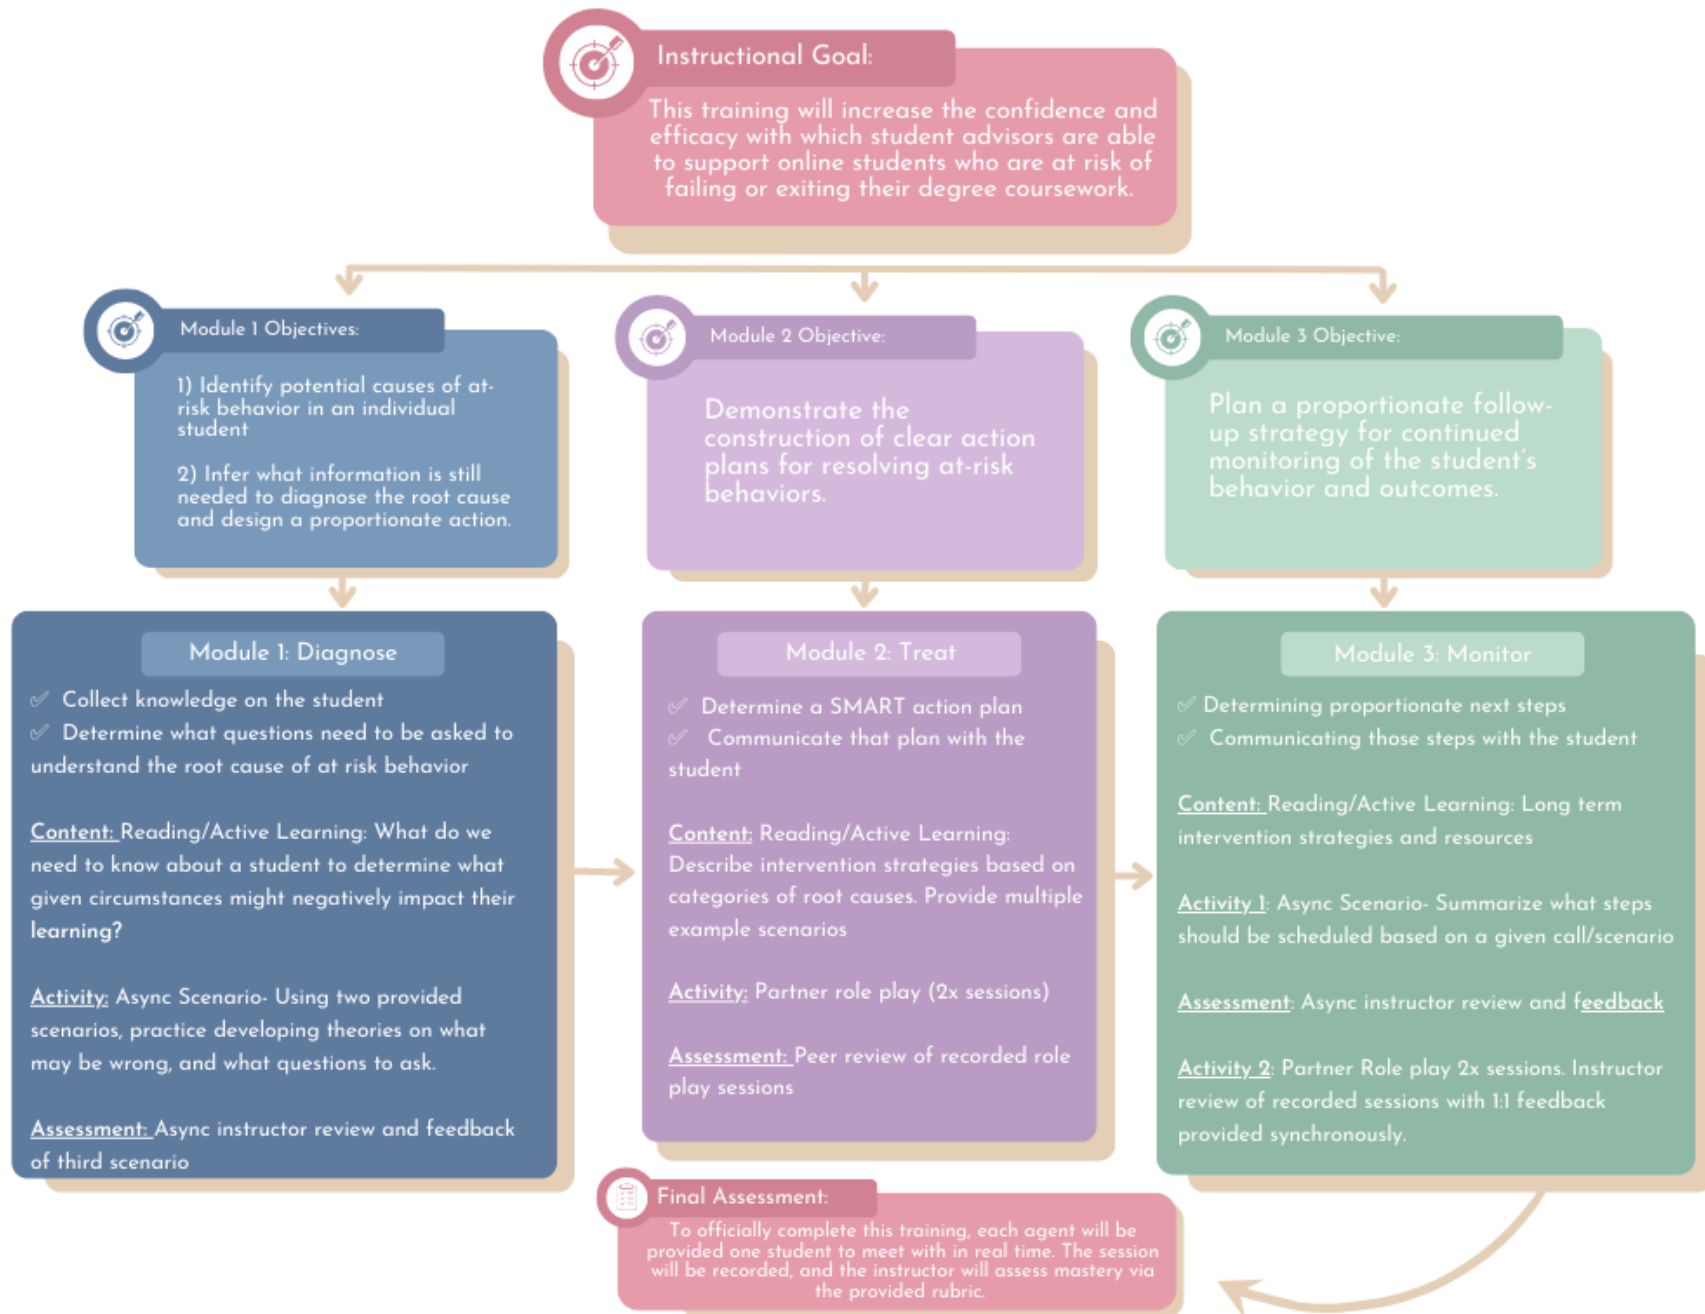 Instructional Goal:
This training will increase the confidence and
efficacy with which student advisors are able
to support online students who are at risk of
failing or exiting their degree coursework.
Module 1 Objectives:
1) Identify potential causes of at-
risk behavior in an individual
student
2) Infer what information is still
needed to diagnose the root cause
and design a proportionate action.
Module 2 Objective:
Demonstrate the
construction of clear action
plans for resolving at-risk
behaviors.
Module 3 Objective:
Plan a proportionate follow-
up strategy for continued
monitoring of the student's
behavior and outcomes.
Module 1: Diagnose
✅ Collect knowledge on the student
✅ Determine what questions need to be asked to
understand the root cause of at risk behavior
Content: Reading/Active Learning: What do we
need to know about a student to determine what
given circumstances might negatively impact their
learning?
Activity: Async Scenario- Using two provided
scenarios, practice developing theories on what
may be wrong, and what questions to ask.
Assessment: Async instructor review and feedback
of third scenario
Module 2: Treat
✅ Determine a SMART action plan
✅ Communicate that plan with the
student
Content: Reading/Active Learning:
Describe intervention strategies based on
categories of root causes. Provide multiple
example scenarios
Activity: Partner role play (2x sessions)
Assessment: Peer review of recorded role
play sessions
Module 3: Monitor
✅ Determining proportionate next steps
✅ Communicating those steps with the student
Content: Reading/Active Learning: Long term
intervention strategies and resources
Activity 1: Async Scenario- Summarize what steps
should be scheduled based on a given call/scenario
Assessment: Async instructor review and feedback
Activity 2: Partner Role play 2x sessions. Instructor
review of recorded sessions with 1:1 feedback
provided synchronously.
Final Assessment:
To officially complete this training, each agent will be
provided one student to meet with in real time. The session
will be recorded, and the instructor will assess mastery via
the provided rubric.